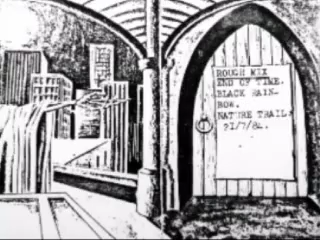 ROUGH MIX
END OF TIME.
BLACK RAIN-
BOW.
NATURE TRAIL.
21/7/84.